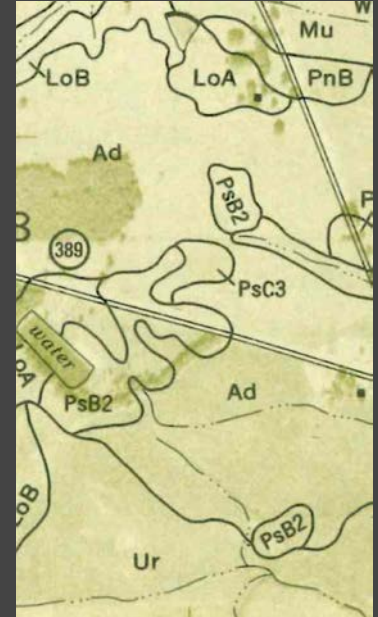 W
Mu
LoB
LoA
PnB
Ad
PsB2
P
B
389
PsC3
water
LoA
PsB2
Ad
LoB
PsB2
Ur